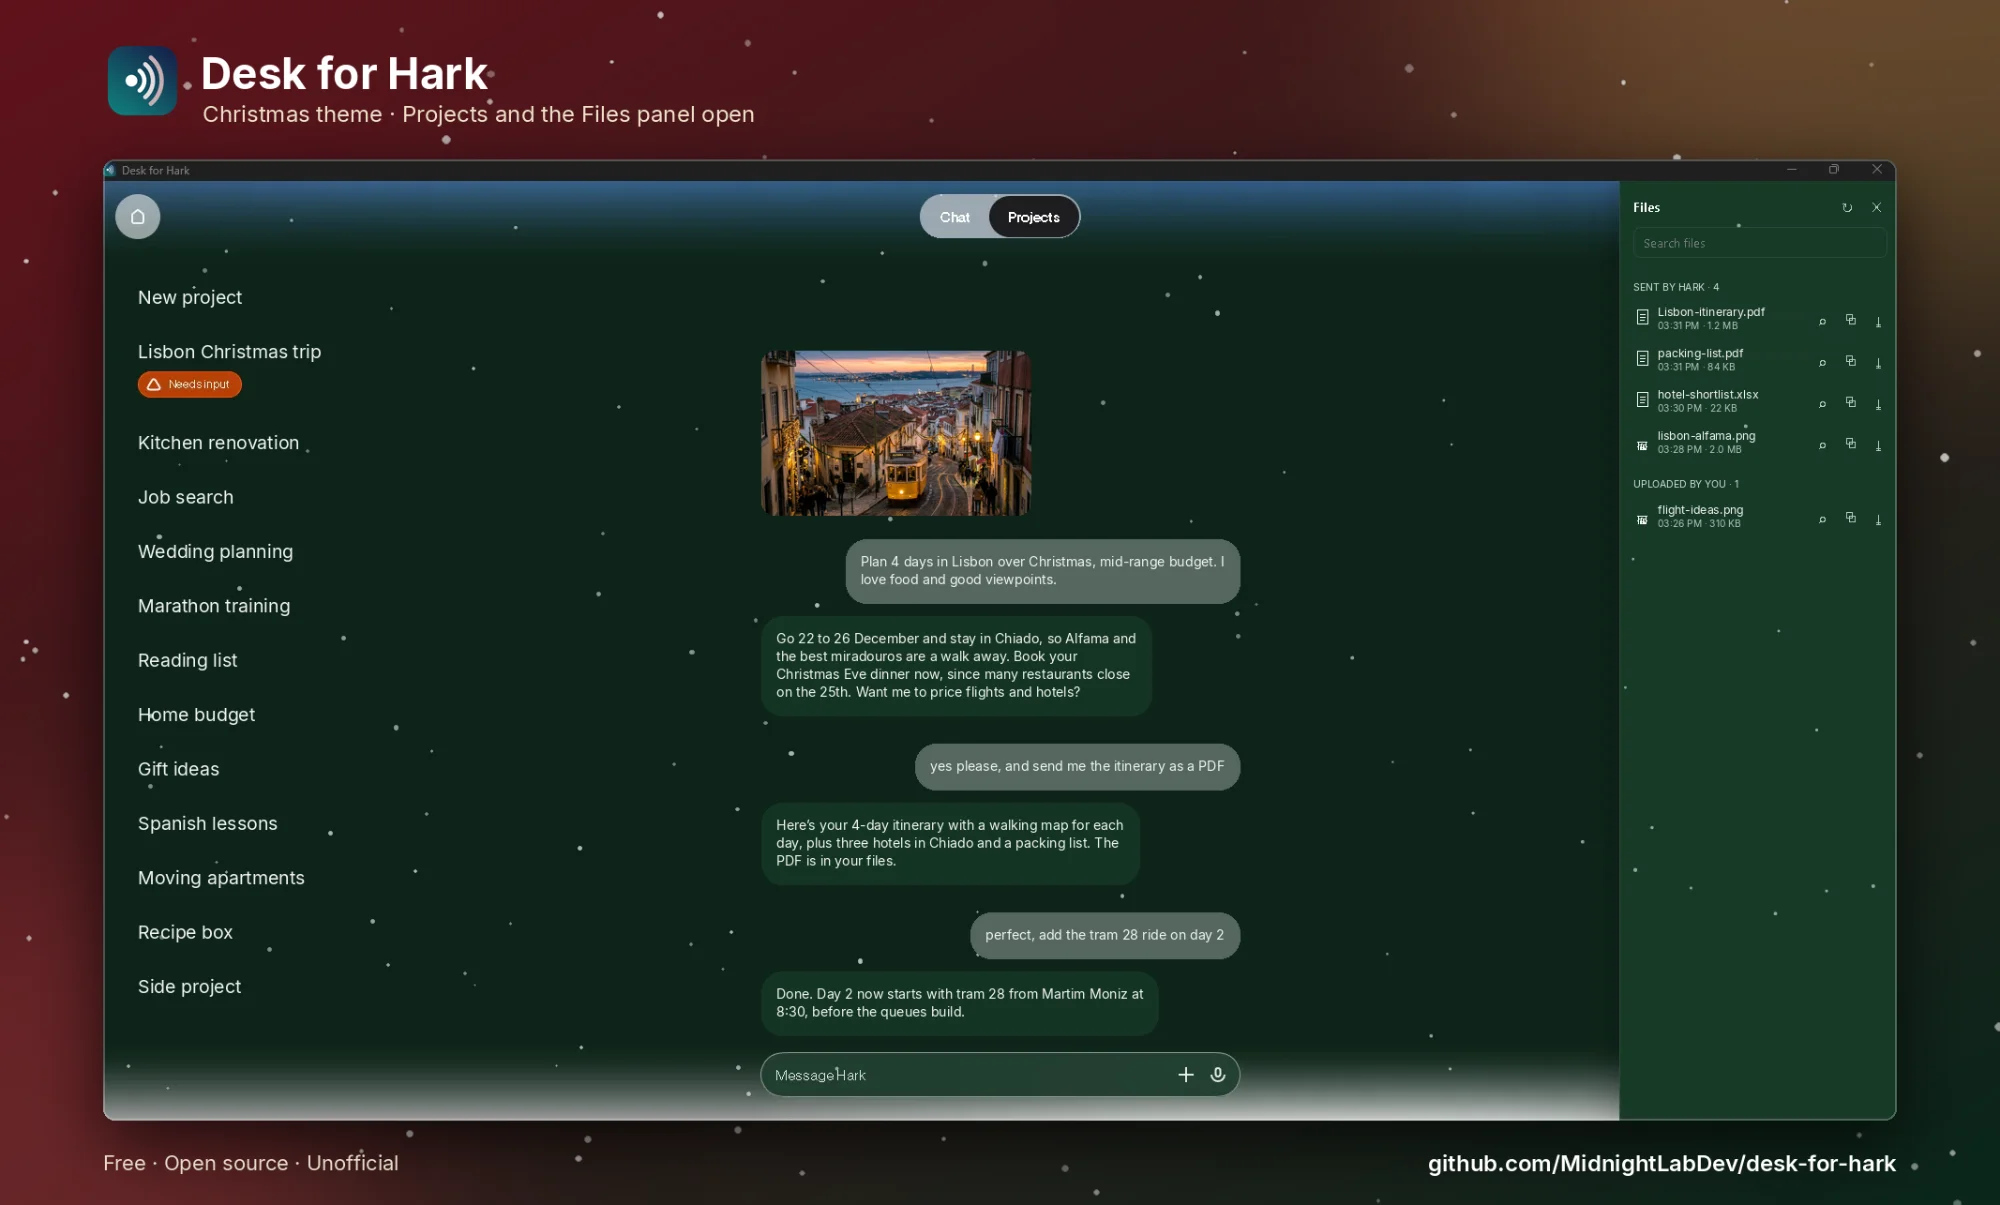 Desk for Hark
Christmas theme · Projects and the Files panel open
Desk for Hark
Chat
Projects
New project
Lisbon Christmas trip
Needs input
Kitchen renovation
Job search
Wedding planning
Marathon training
Reading list
Home budget
Gift ideas
Spanish lessons
Moving apartments
Recipe box
Side project
Plan 4 days in Lisbon over Christmas, mid-range budget. I
love food and good viewpoints.
Go 22 to 26 December and stay in Chiado, so Alfama and
the best miradouros are a walk away. Book your
Christmas Eve dinner now, since many restaurants close
on the 25th. Want me to price flights and hotels?
yes please, and send me the itinerary as a PDF
Here's your 4-day itinerary with a walking map for each
day, plus three hotels in Chiado and a packing list. The
PDF is in your files.
perfect, add the tram 28 ride on day 2
Done. Day 2 now starts with tram 28 from Martim Moniz at
8:30, before the queues build.
Message Hark
Files
Search files
SENT BY HARK · 4
Lisbon-itinerary.pdf
03:31 PM · 1.2 MB
packing-list.pdf
03:31 PM · 84 KB
hotel-shortlist.xlsx
03:30 PM · 22 KB
lisbon-alfama.png
03:28 PM · 2.0 MB
UPLOADED BY YOU · 1
flight-ideas.png
03:26 PM · 310 KB
Free · Open source · Unofficial
github.com/MidnightLabDev/desk-for-hark